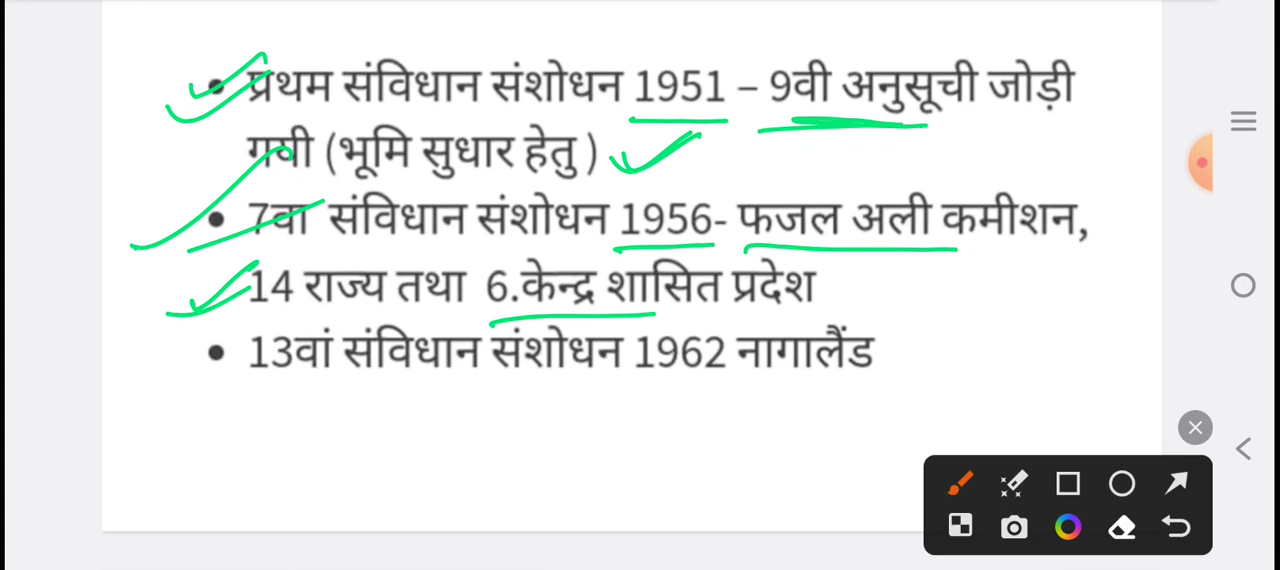 • प्रथम संविधान संशोधन 1951 – 9वी अनुसूची जोड़ी
गयी (भूमि सुधार हेतु )
• 7वा संविधान संशोधन 1956- फजल अली कमीशन,
14 राज्य तथा 6.केन्द्र शासित प्रदेश
• 13वां संविधान संशोधन 1962 नागालैंड